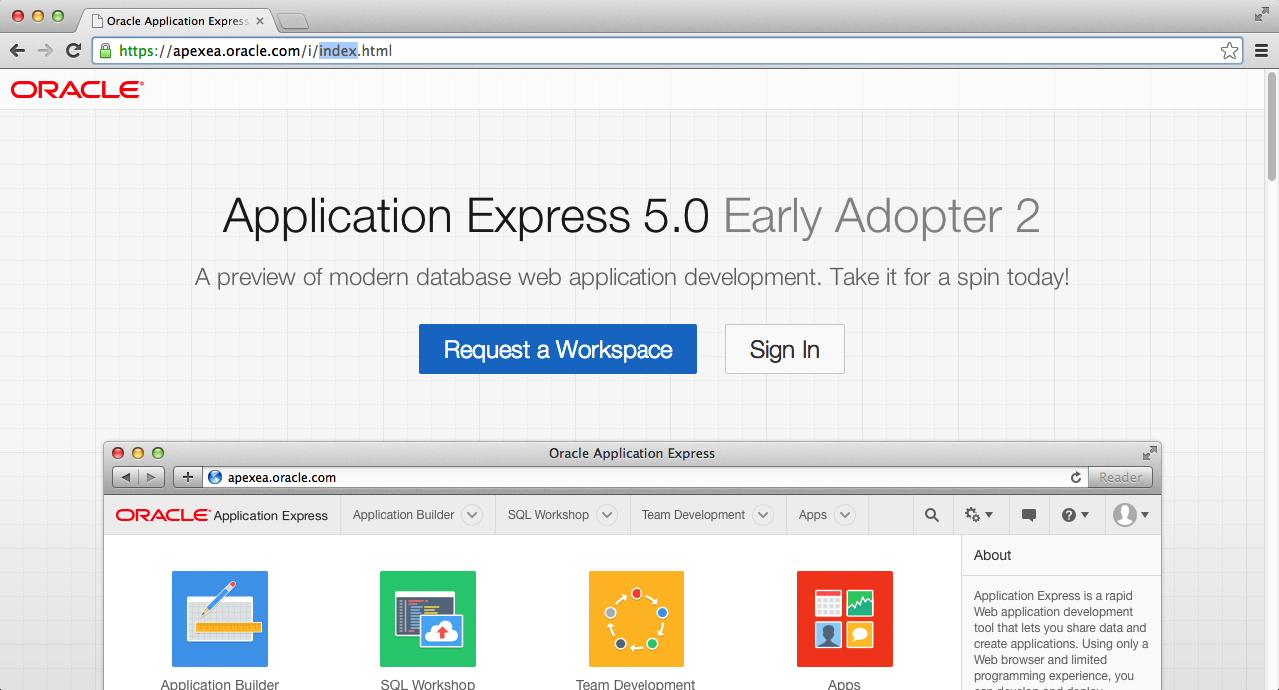 Oracle Application Express
https://apexea.oracle.com/i/index.html
ORACLE
Application Express 5.0 Early Adopter 2
A preview of modern database web application development. Take it for a spin today!
Request a Workspace
Sign In
Oracle Application Express
apexea.oracle.com
Reader
ORACLE Application Express
Application Builder
SQL Workshop
Team Development
Apps
About
Application Express is a rapid
Web application development
tool that lets you share data and
create applications. Using only a
Web browser and limited
programming experience, you
can develop and deploy
Application Builder
SQL Workshop
Team Development
Apps